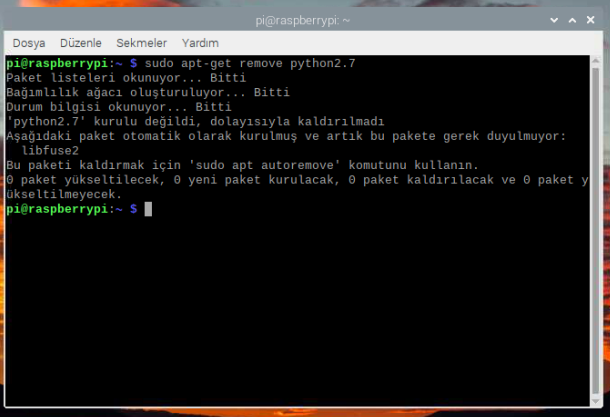 pi@raspberrypi: ~
Dosya Düzenle Sekmeler Yardım
pi@raspberrypi:~ $ sudo apt-get remove python2.7
Paket listeleri okunuyor... Bitti
Bağımlılık ağacı oluşturuluyor... Bitti
Durum bilgisi okunuyor... Bitti
'python2.7' kurulu değildi, dolayısıyla kaldırılmadı
Aşağıdaki paket otomatik olarak kurulmuş ve artık bu pakete gerek duyulmuyor:
  libfuse2
Bu paketi kaldırmak için 'sudo apt autoremove' komutunu kullanın.
0 paket yükseltilecek, 0 yeni paket kurulacak, 0 paket kaldırılacak ve 0 paket y
ükseltilmeyecek.
pi@raspberrypi:~ $